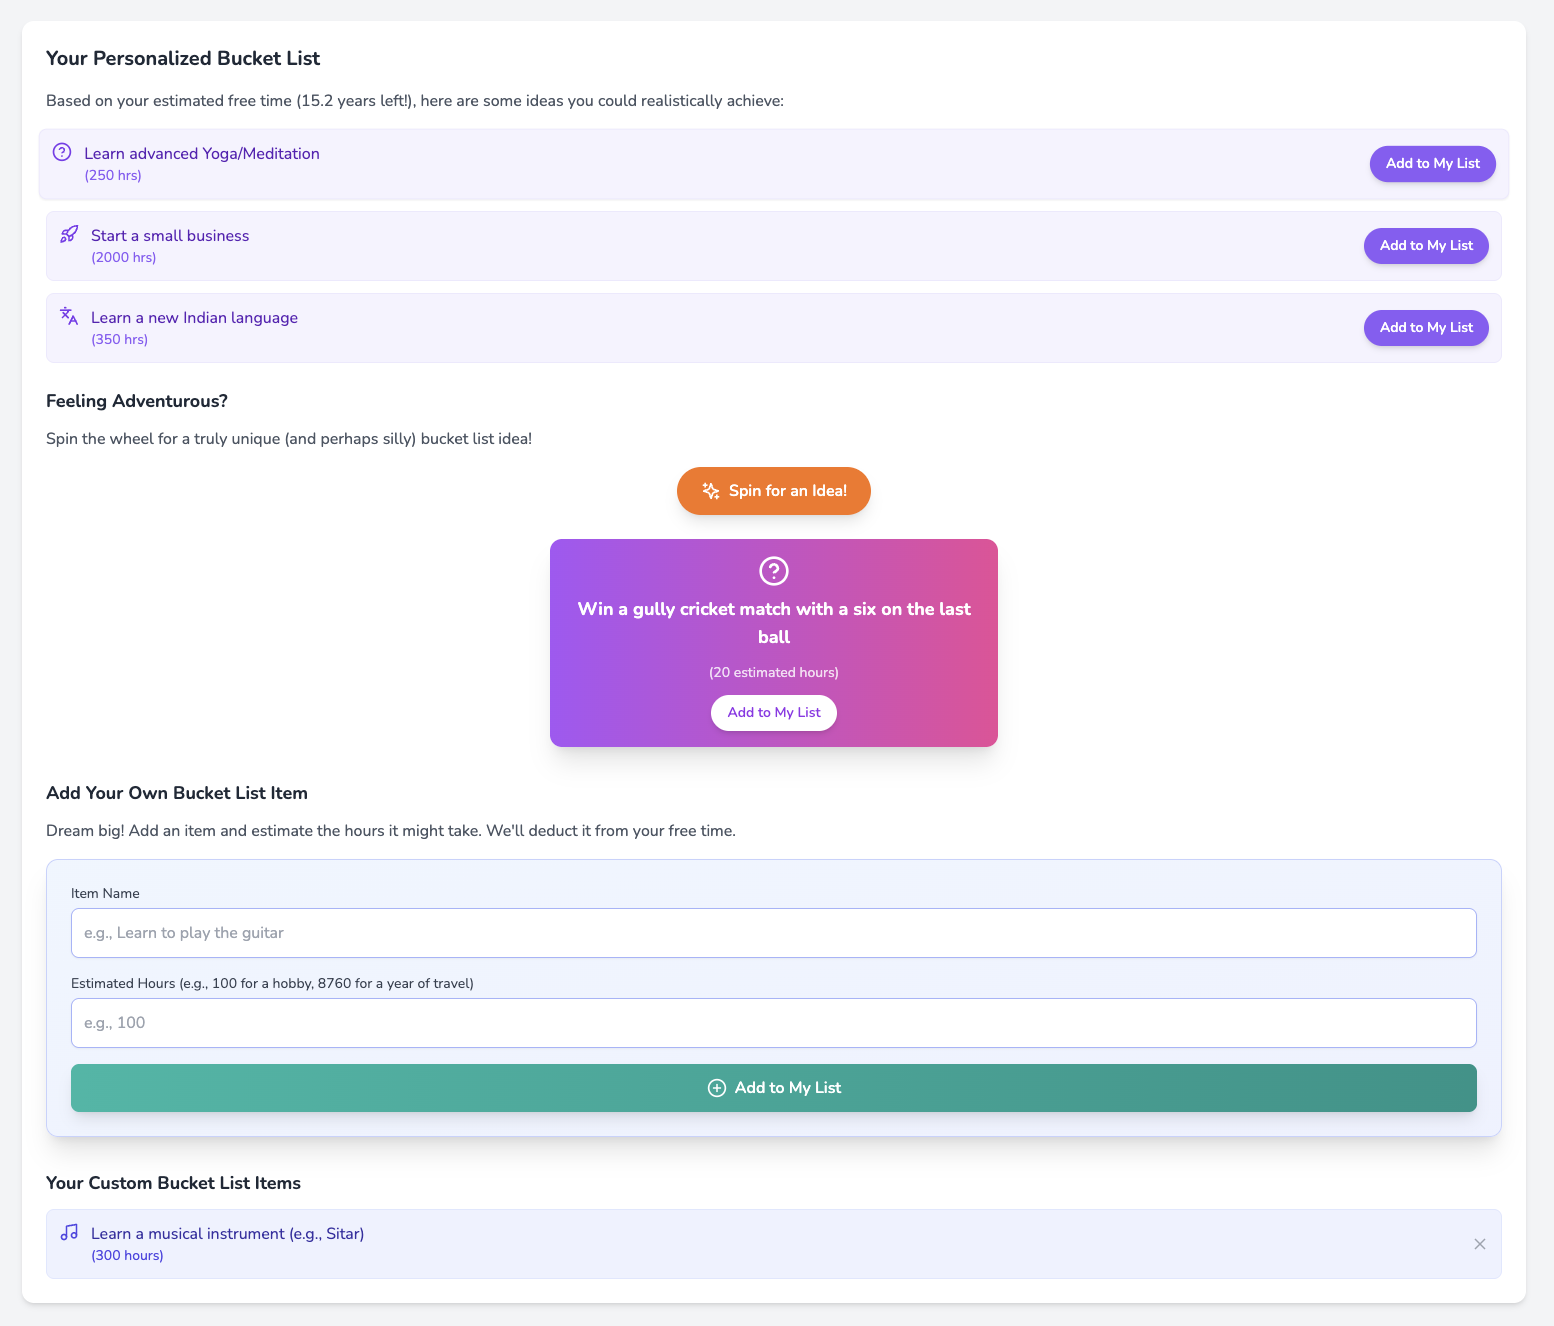 Your Personalized Bucket List
Based on your estimated free time (15.2 years left!), here are some ideas you could realistically achieve:
Learn advanced Yoga/Meditation
(250 hrs)
Add to My List
Start a small business
(2000 hrs)
Add to My List
Learn a new Indian language
(350 hrs)
Add to My List
Feeling Adventurous?
Spin the wheel for a truly unique (and perhaps silly) bucket list idea!
Spin for an Idea!
Win a gully cricket match with a six on the last
ball
(20 estimated hours)
Add to My List
Add Your Own Bucket List Item
Dream big! Add an item and estimate the hours it might take. We'll deduct it from your free time.
Item Name
e.g., Learn to play the guitar
Estimated Hours (e.g., 100 for a hobby, 8760 for a year of travel)
e.g., 100
Add to My List
Your Custom Bucket List Items
Learn a musical instrument (e.g., Sitar)
(300 hours)